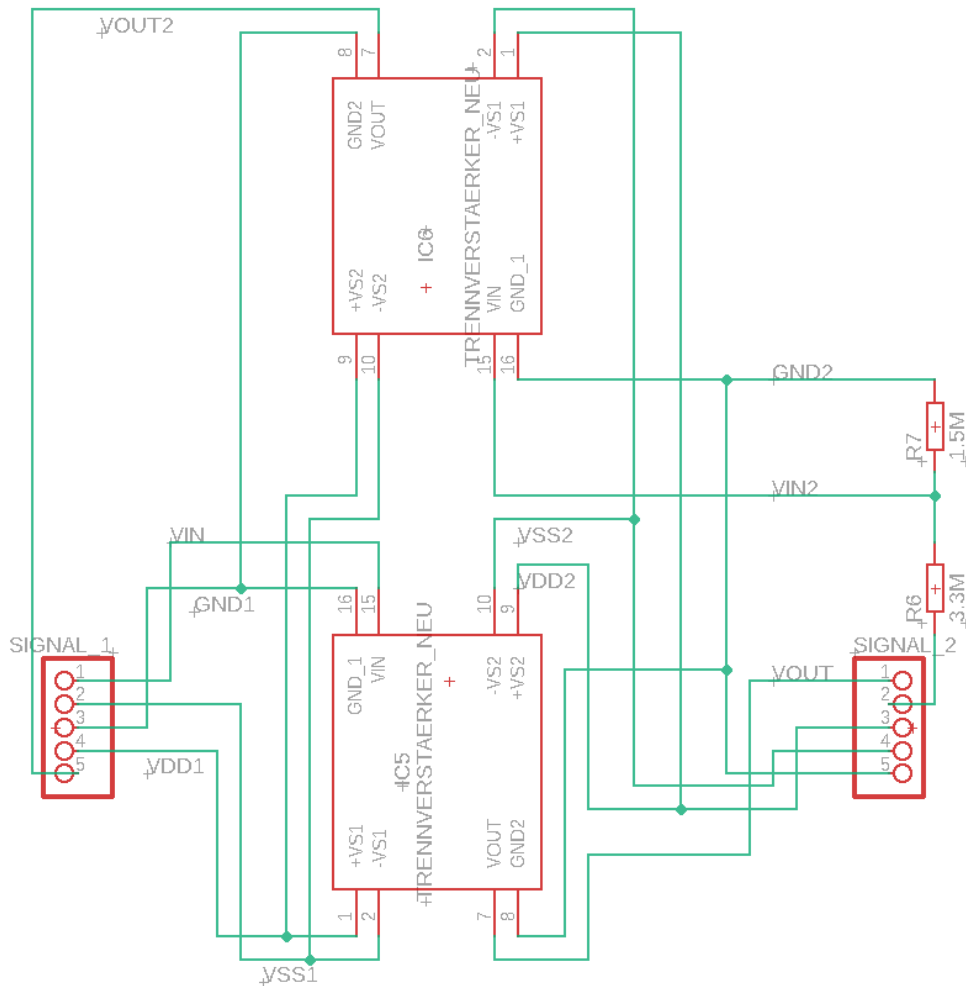 VOUT2
8
7
2
1
GND2
VOUT
-VS1
+VS1
TRENNVERSTAERKER_NEU
IC6
+VS2
-VS2
VIN
GND_1
9
10
15
16
GND2
R7
1.5M
VIN2
VIN
VSS2
VDD2
GND1
16
15
10
9
R6
3.3M
SIGNAL_1
GND_1
VIN
-VS2
+VS2
TRENNVERSTAERKER_NEU
IC5
SIGNAL_2
VOUT
1
2
3
4
5
1
2
3
4
5
VDD1
+VS1
-VS1
VOUT
GND2
1
2
7
8
VSS1